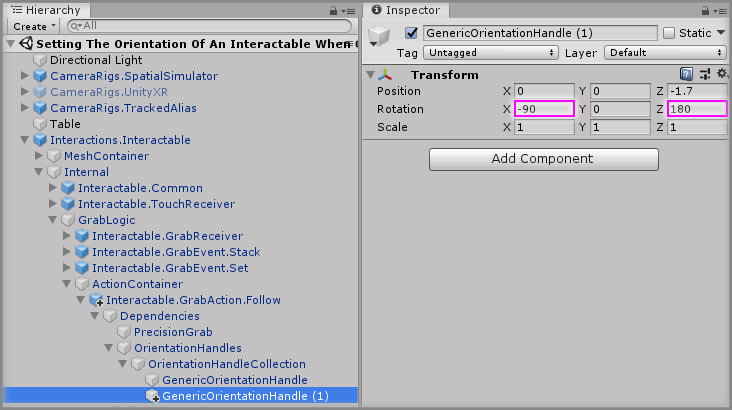 Hierarchy
Create
All
Setting The Orientation Of An Interactable When
Directional Light
CameraRigs.SpatialSimulator
CameraRigs.UnityXR
CameraRigs.TrackedAlias
Table
Interactions.Interactable
MeshContainer
Internal
Interactable.Common
Interactable.TouchReceiver
GrabLogic
Interactable.GrabReceiver
Interactable.GrabEvent.Stack
Interactable.GrabEvent.Set
ActionContainer
Interactable.GrabAction.Follow
Dependencies
PrecisionGrab
OrientationHandles
OrientationHandleCollection
GenericOrientationHandle
GenericOrientationHandle (1)
Inspector
GenericOrientationHandle (1) Static
Tag Untagged Layer Default
Transform
Position X 0 Y 0 Z -1.7
Rotation X -90 Y 0 Z 180
Scale X 1 Y 1 Z 1
Add Component